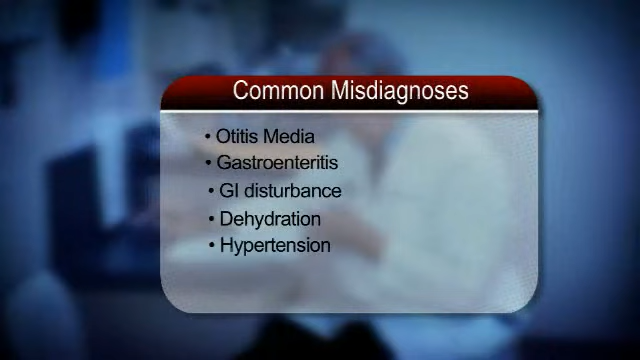 Common Misdiagnoses
• Otitis Media
• Gastroenteritis
• GI disturbance
• Dehydration
• Hypertension